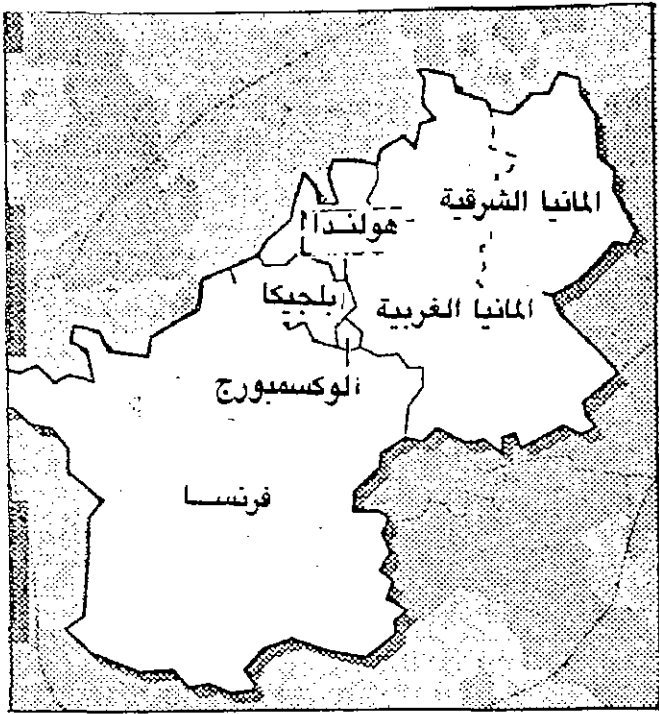 المانيا الشرقية
هولندا
بلجيكا
المانيا الغربية
الوكسمبورج
فرنسا